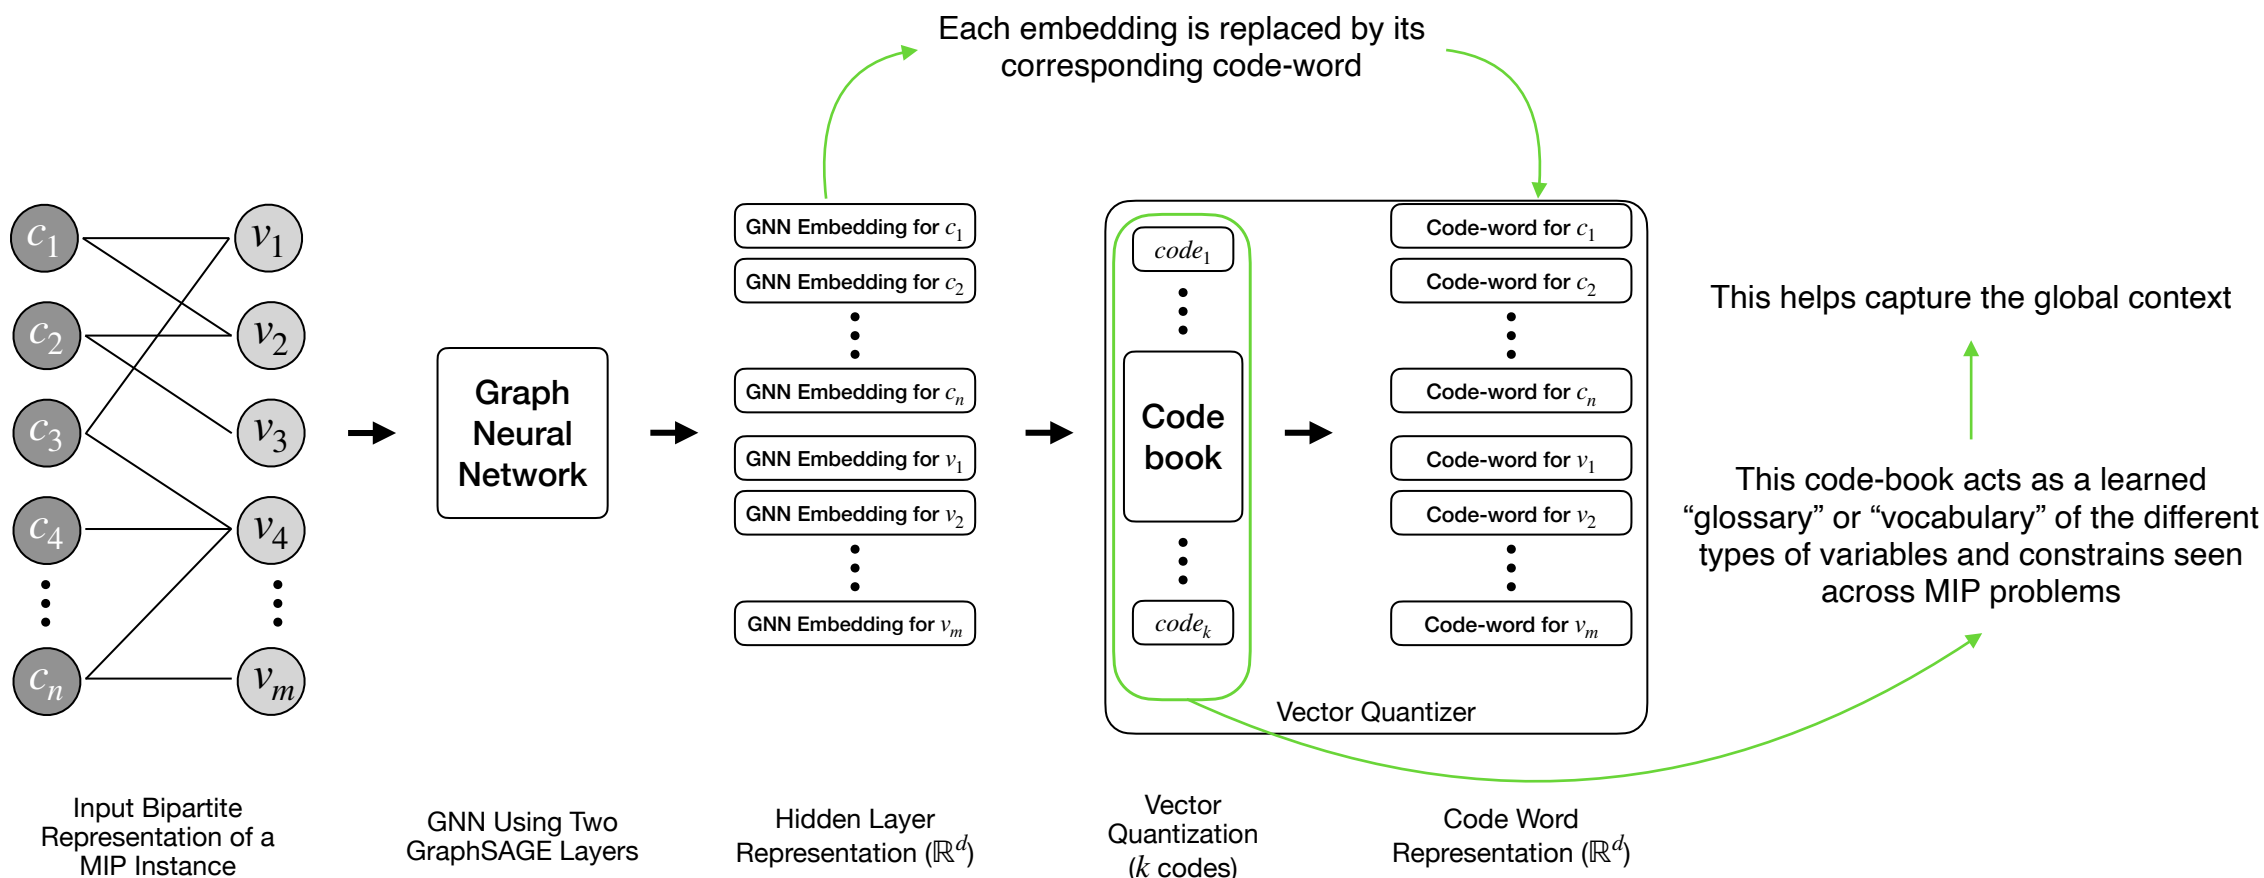 Each embedding is replaced by its
corresponding code-word
c1
c2
c3
c4
cn
v1
v2
v3
v4
vm
Graph
Neural
Network
GNN Embedding for c1
GNN Embedding for c2
GNN Embedding for cn
GNN Embedding for v1
GNN Embedding for v2
GNN Embedding for vm
code1
Code
book
codek
Code-word for c1
Code-word for c2
Code-word for cn
Code-word for v1
Code-word for v2
Code-word for vm
Vector Quantizer
This helps capture the global context
This code-book acts as a learned
“glossary” or “vocabulary” of the different
types of variables and constrains seen
across MIP problems
Input Bipartite
Representation of a
MIP Instance
GNN Using Two
GraphSAGE Layers
Hidden Layer
Representation (ℝ^d)
Vector
Quantization
(k codes)
Code Word
Representation (ℝ^d)